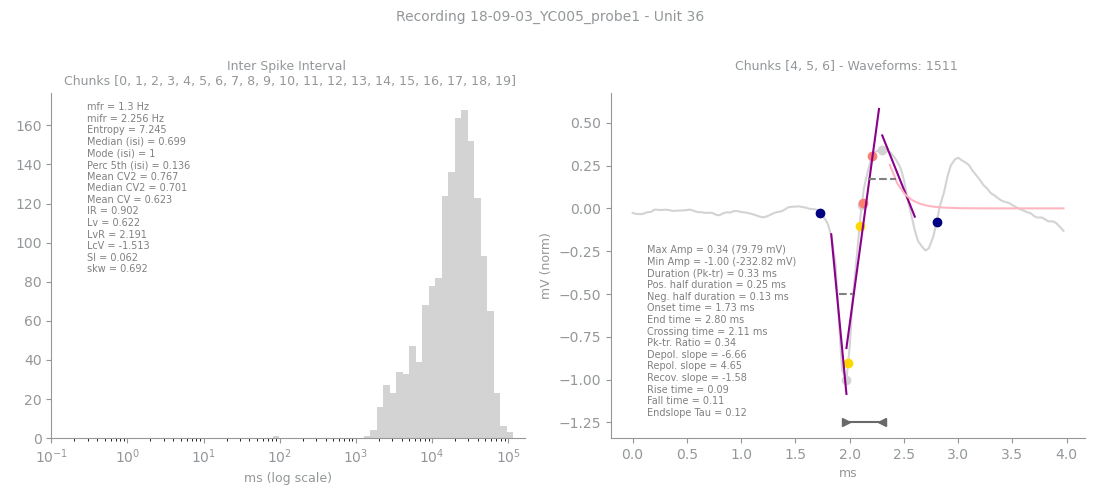 Recording 18-09-03_YC005_probe1 - Unit 36
Inter Spike Interval
Chunks [0, 1, 2, 3, 4, 5, 6, 7, 8, 9, 10, 11, 12, 13, 14, 15, 16, 17, 18, 19]
mfr = 1.3 Hz
mifr = 2.256 Hz
Entropy = 7.245
Median (isi) = 0.699
Mode (isi) = 1
Perc 5th (isi) = 0.136
Mean CV2 = 0.767
Median CV2 = 0.701
Mean CV = 0.623
IR = 0.902
Lv = 0.622
LvR = 2.191
LcV = -1.513
SI = 0.062
skw = 0.692
160
140
120
100
80
60
40
20
0
10⁻¹ 10⁰ 10¹ 10² 10³ 10⁴ 10⁵
ms (log scale)
Chunks [4, 5, 6] - Waveforms: 1511
mV (norm)
0.50
0.25
0.00
−0.25
−0.50
−0.75
−1.00
−1.25
Max Amp = 0.34 (79.79 mV)
Min Amp = -1.00 (-232.82 mV)
Duration (Pk-tr) = 0.33 ms
Pos. half duration = 0.25 ms
Neg. half duration = 0.13 ms
Onset time = 1.73 ms
End time = 2.80 ms
Crossing time = 2.11 ms
Pk-tr. Ratio = 0.34
Depol. slope = -6.66
Repol. slope = 4.65
Recov. slope = -1.58
Rise time = 0.09
Fall time = 0.11
Endslope Tau = 0.12
0.0 0.5 1.0 1.5 2.0 2.5 3.0 3.5 4.0
ms